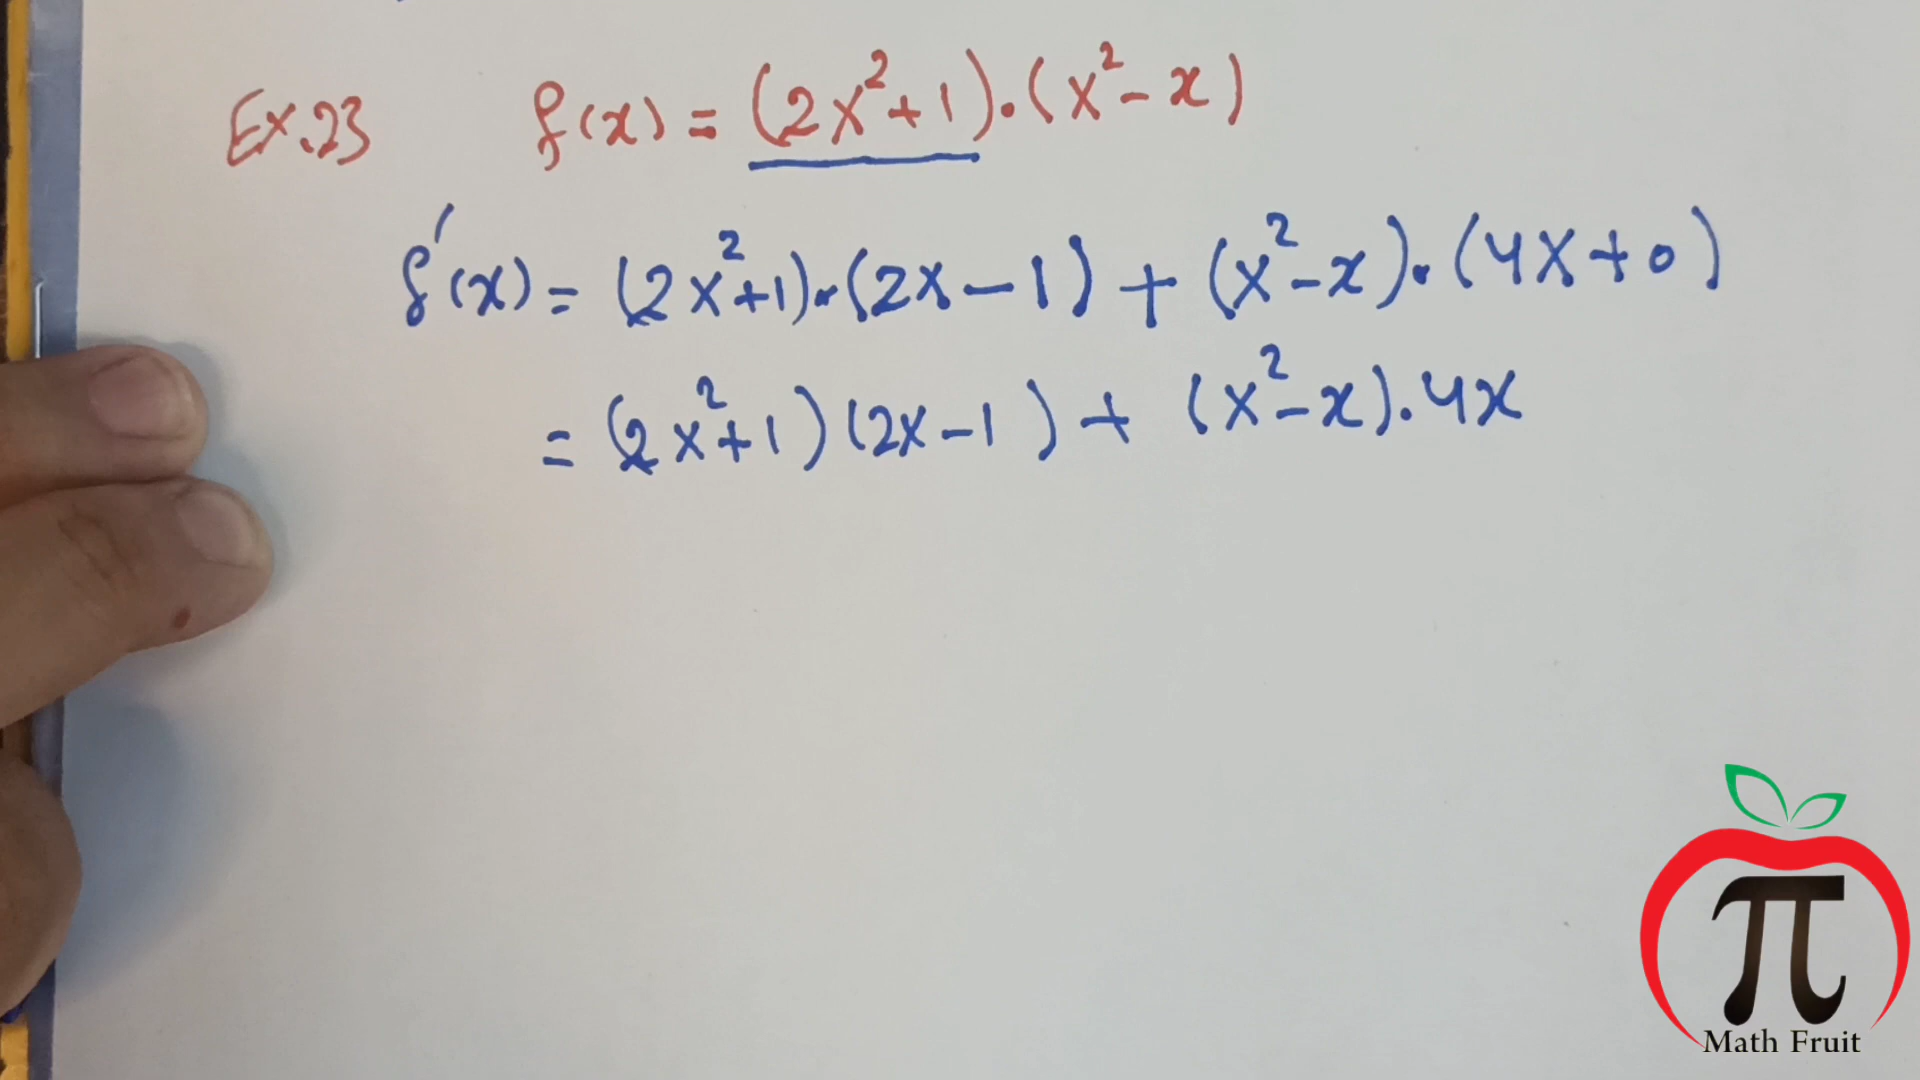 Ex.23 f(x) = (2x²+1)·(x²-x)
f'(x) = (2x²+1)·(2x-1) + (x²-x)·(4x+0)
= (2x²+1)(2x-1) + (x²-x)·4x
π
Math Fruit